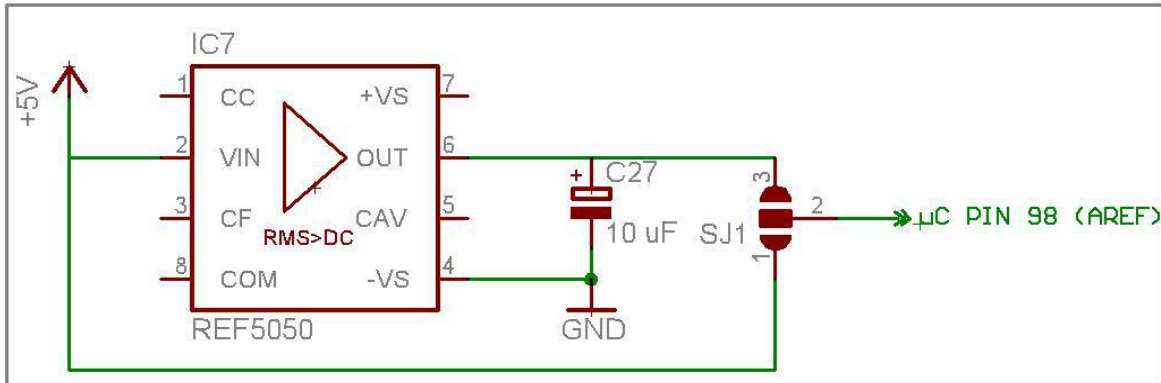 IC7
+5V
1 CC +VS 7
2 VIN OUT 6
3 CF CAV 5
RMS>DC
8 COM -VS 4
REF5050
+ C27
10 uF
GND
SJ1
3
2
1
µC PIN 98 (AREF)